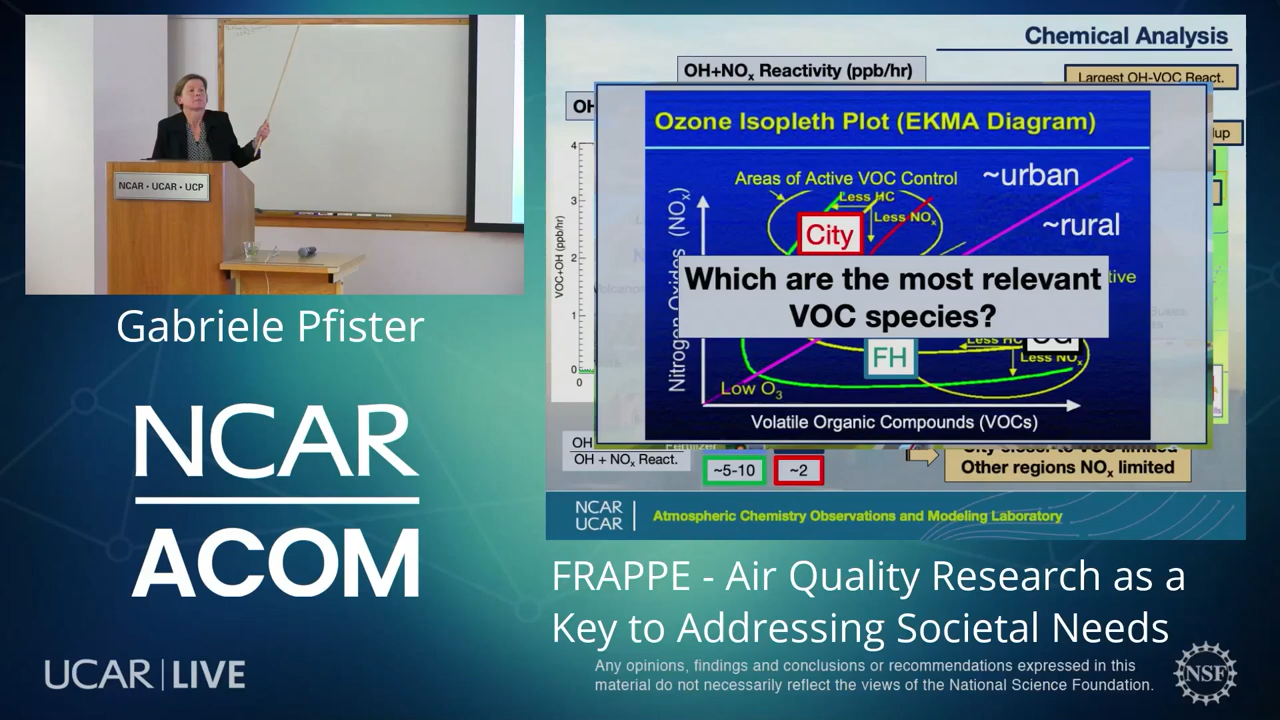 NCAR • UCAR • UCP
Gabriele Pfister
NCAR
ACOM
UCAR | LIVE
Chemical Analysis
OH+NOx Reactivity (ppb/hr)
Largest OH-VOC React.
OH
4
3
2
1
0
0
VOC+OH (ppb/hr)
Ozone Isopleth Plot (EKMA Diagram)
Areas of Active VOC Control
~urban
~rural
Less HC
Less NOx
City
Which are the most relevant
VOC species?
Nitrogen Oxides (NOx)
FH
Less HC
Less NOx
Low O3
Volatile Organic Compounds (VOCs)
OH
OH + NOx React.
~5-10
~2
City closer to VOC limited
Other regions NOx limited
NCAR
UCAR
Atmospheric Chemistry Observations and Modeling Laboratory
FRAPPE - Air Quality Research as a
Key to Addressing Societal Needs
Any opinions, findings and conclusions or recommendations expressed in this
material do not necessarily reflect the views of the National Science Foundation.
NSF